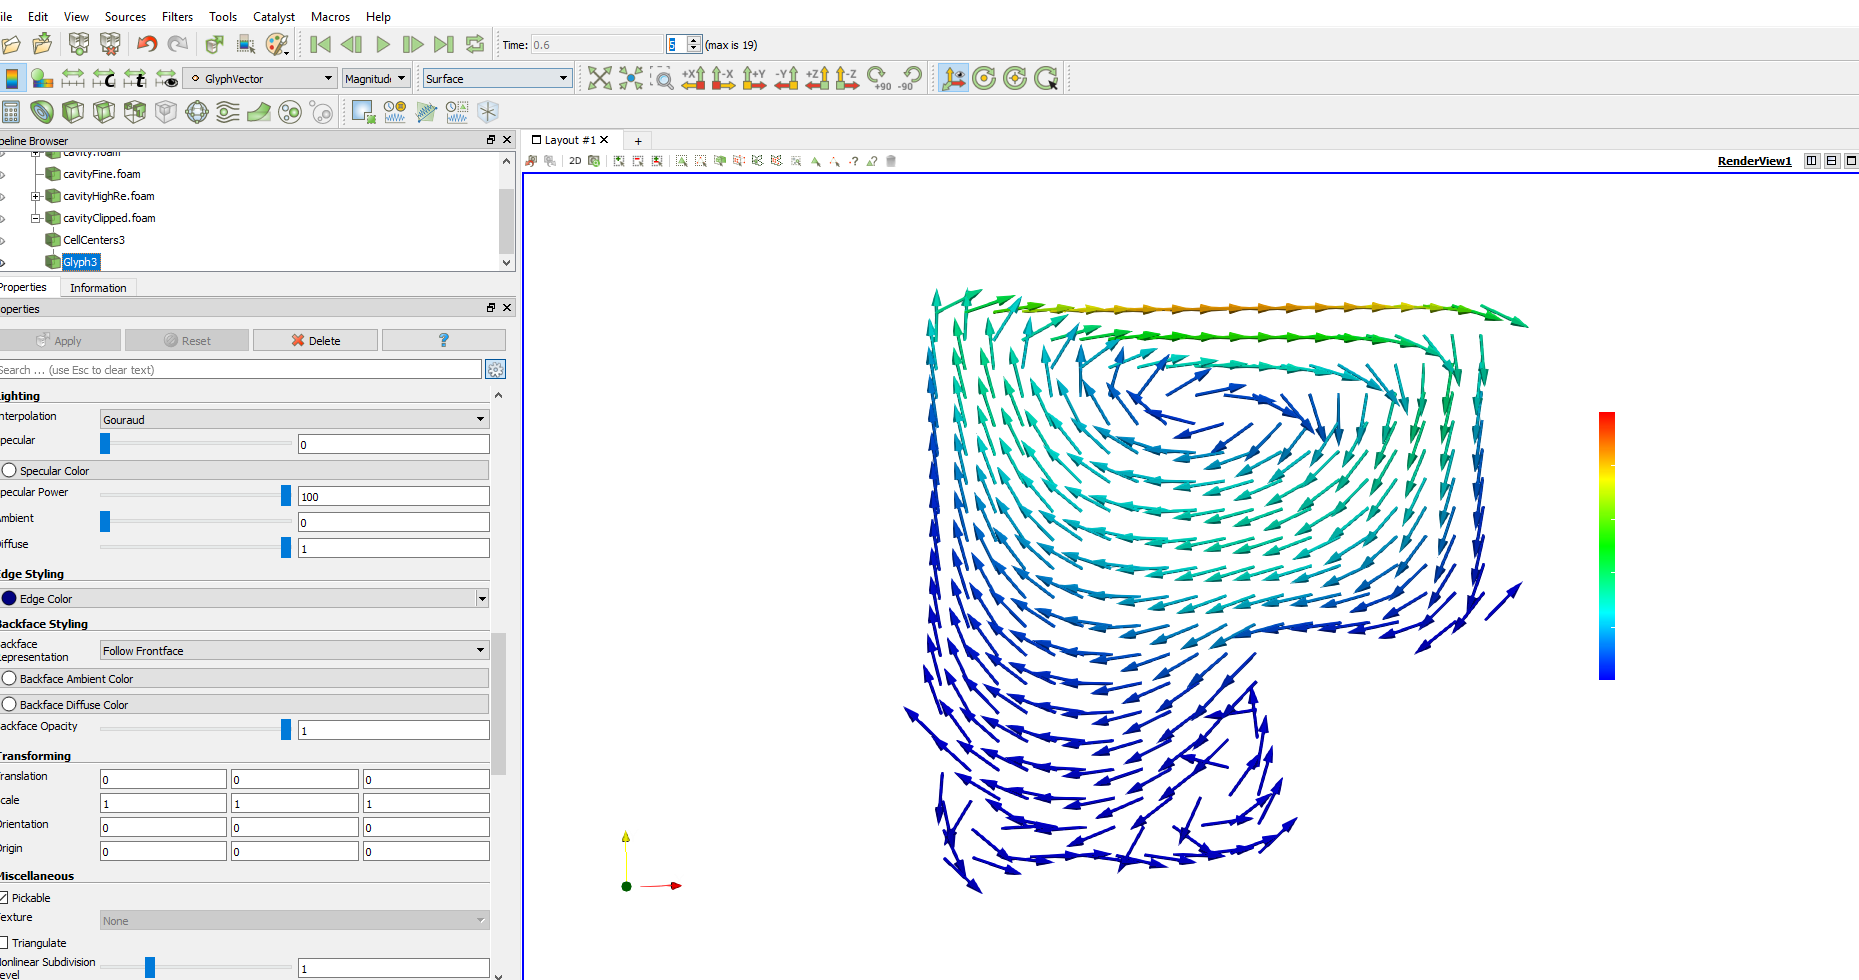 ile Edit View Sources Filters Tools Catalyst Macros Help
Time: 0.6 5 (max is 19)
GlyphVector Magnitude Surface
+X -X +Y -Y +Z -Z +90 -90
peline Browser
Layout #1
+
2D
RenderView1
cavity.foam
cavityFine.foam
cavityHighRe.foam
cavityClipped.foam
CellCenters3
Glyph3
Properties Information
operties
Apply Reset Delete ?
Search ... (use Esc to clear text)
ighting
nterpolation Gouraud
pecular 0
Specular Color
pecular Power 100
mbient 0
iffuse 1
dge Styling
Edge Color
Backface Styling
ackface
epresentation Follow Frontface
Backface Ambient Color
Backface Diffuse Color
ackface Opacity 1
Transforming
ranslation 0 0 0
cale 1 1 1
rientation 0 0 0
rigin 0 0 0
Miscellaneous
Pickable
exture None
Triangulate
onlinear Subdivision
evel 1